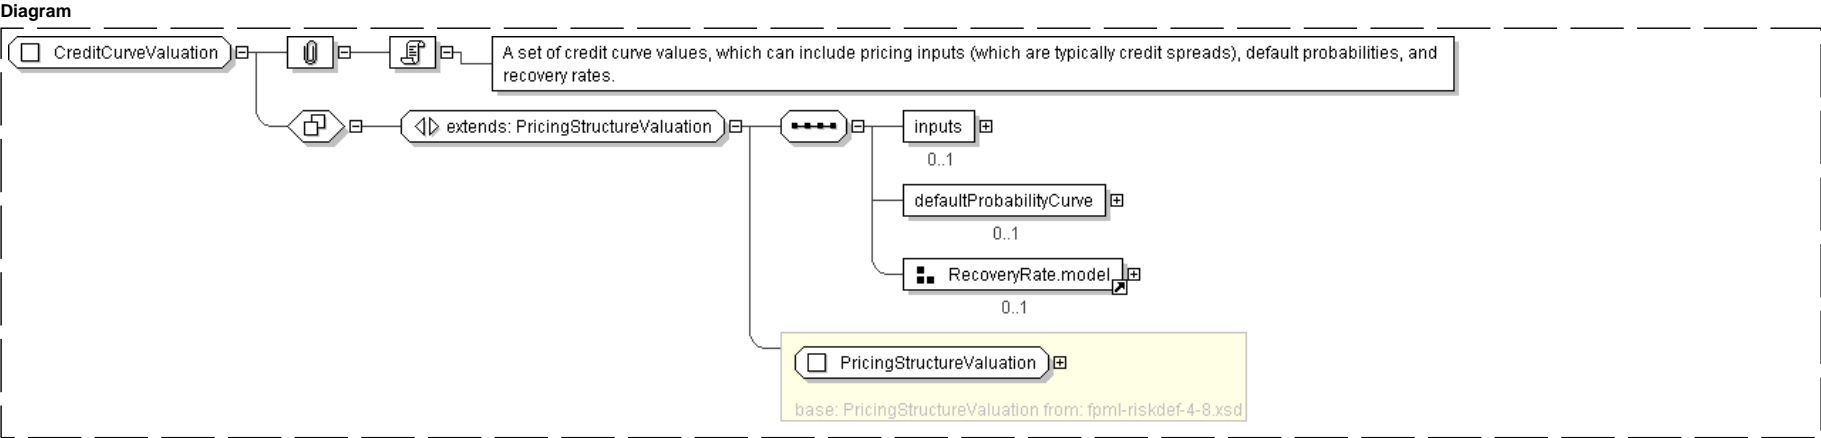 Diagram
CreditCurveValuation
A set of credit curve values, which can include pricing inputs (which are typically credit spreads), default probabilities, and
recovery rates.
extends: PricingStructureValuation
inputs
0..1
defaultProbabilityCurve
0..1
RecoveryRate.model
0..1
PricingStructureValuation
base: PricingStructureValuation from: fpml-riskdef-4-8.xsd